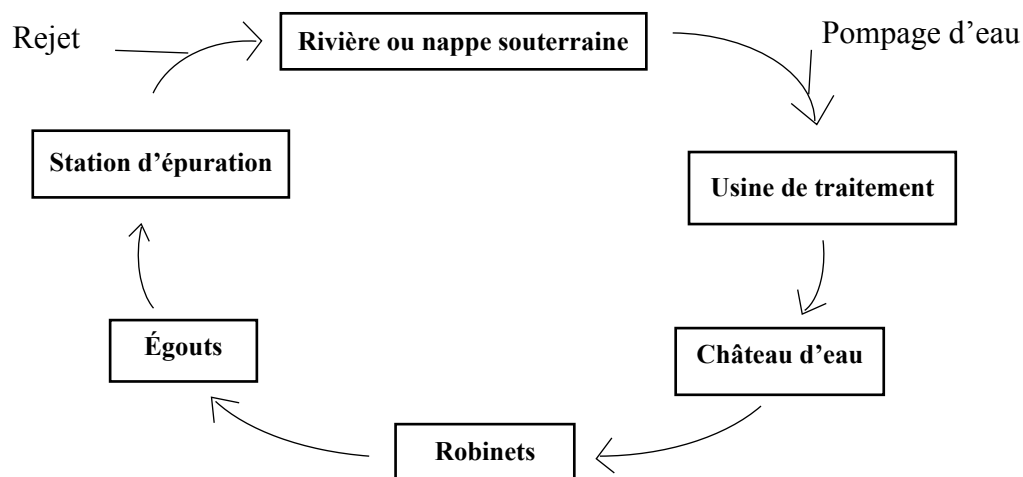 Rejet
Rivière ou nappe souterraine
Pompage d’eau
Station d’épuration
Usine de traitement
Égouts
Château d’eau
Robinets